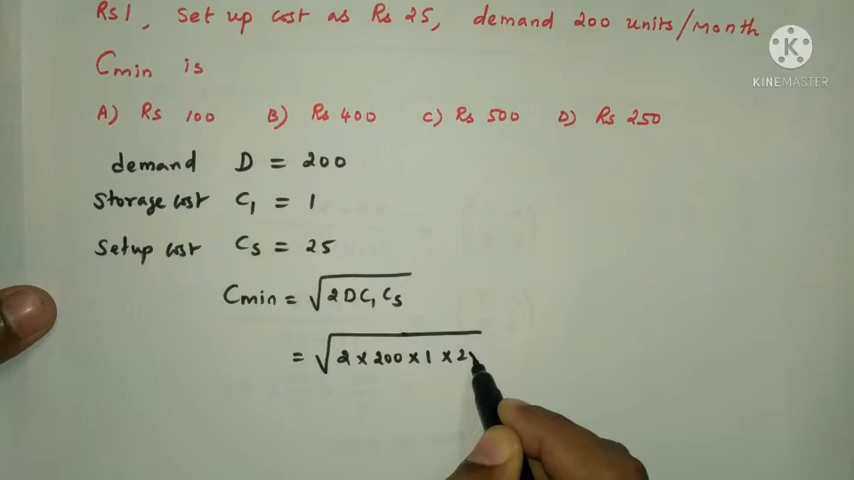 Rs 1, Set up cost as Rs 25, demand 200 units/month
Cmin is
KINEMASTER
A) Rs 100 B) Rs 400 C) Rs 500 D) Rs 250
demand D = 200
Storage cost C₁ = 1
Setup cost Cs = 25
Cmin = √2DC₁Cs
= √2 × 200 × 1 × 2